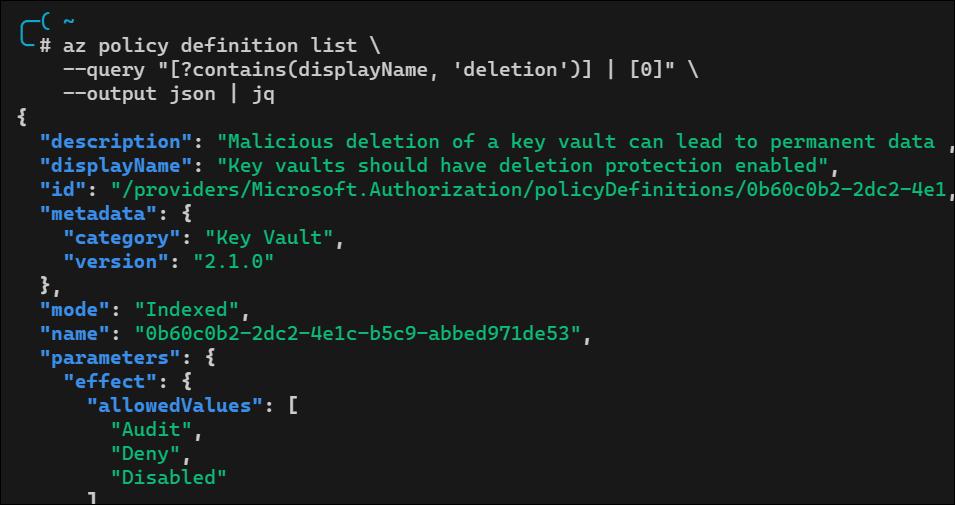 ~
# az policy definition list \
--query "[?contains(displayName, 'deletion')] | [0]" \
--output json | jq
{
"description": "Malicious deletion of a key vault can lead to permanent data ,
"displayName": "Key vaults should have deletion protection enabled",
"id": "/providers/Microsoft.Authorization/policyDefinitions/0b60c0b2-2dc2-4e1,
"metadata": {
"category": "Key Vault",
"version": "2.1.0"
},
"mode": "Indexed",
"name": "0b60c0b2-2dc2-4e1c-b5c9-abbed971de53",
"parameters": {
"effect": {
"allowedValues": [
"Audit",
"Deny",
"Disabled"
]